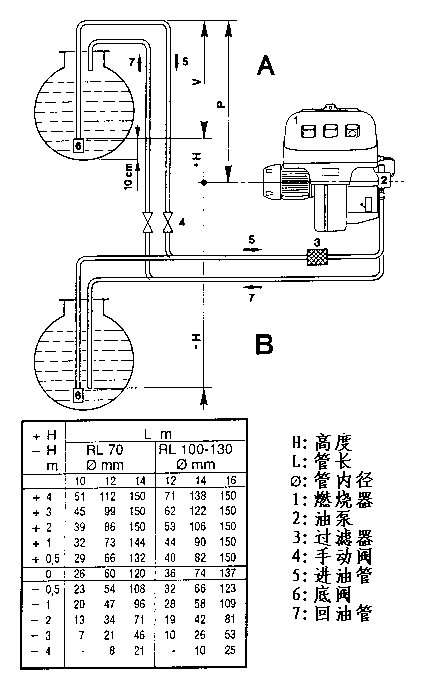 7
5
V
P
A
1
6
10 cm
+ H
2
4
5
3
7
- H
B
6
+ H
- H
m
L m
RL 70
Ø mm
RL 100-130
Ø mm
10 12 14 12 14 16
+ 4 51 112 150 71 138 150
+ 3 45 99 150 62 122 150
+ 2 39 86 150 53 106 150
+ 1 32 73 144 44 90 150
+ 0,5 29 66 132 40 82 150
0 26 60 120 36 74 137
- 0,5 23 54 108 32 66 123
- 1 20 47 96 28 58 109
- 2 13 34 71 19 42 81
- 3 7 21 46 10 26 53
- 4 - 8 21 - 10 25
H: 高度
L: 管长
Ø: 管内径
1: 燃烧器
2: 油泵
3: 过滤器
4: 手动阀
5: 进油管
6: 底阀
7: 回油管